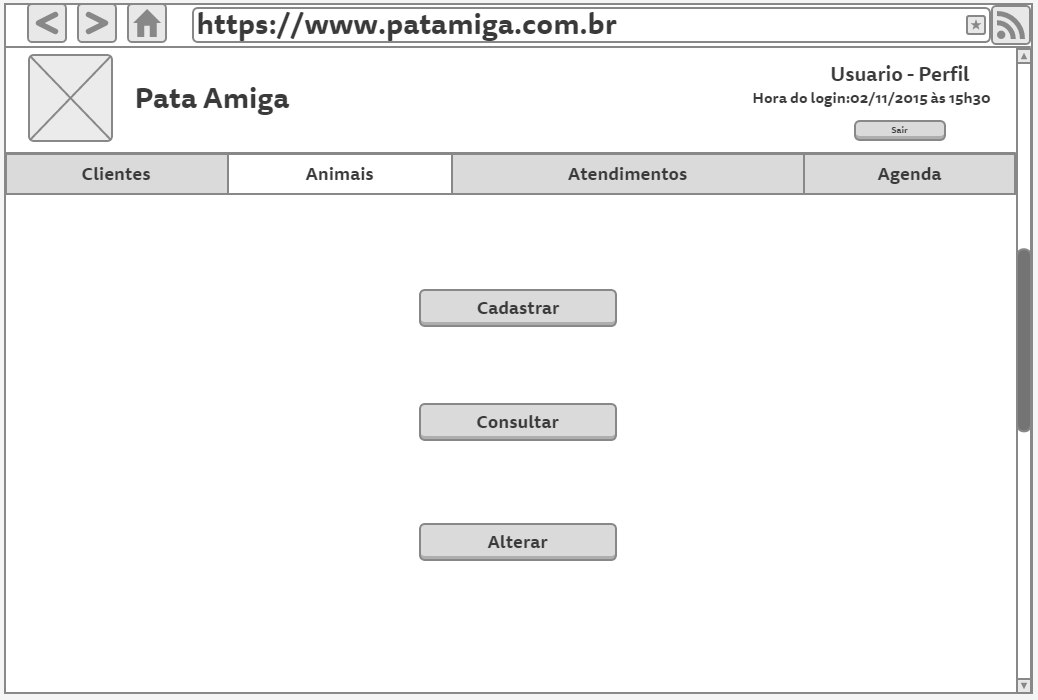 https://www.patamiga.com.br
Pata Amiga
Usuario - Perfil
Hora do login:02/11/2015 às 15h30
Sair
Clientes
Animais
Atendimentos
Agenda
Cadastrar
Consultar
Alterar